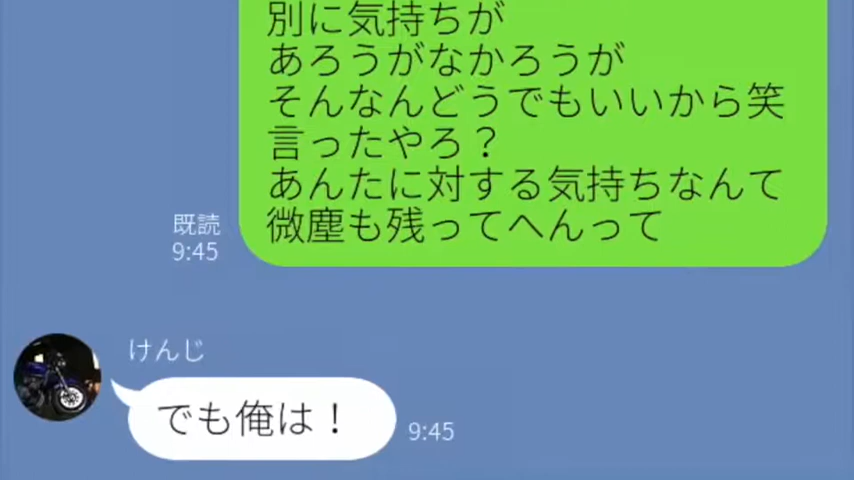 別に気持ちが
あろうがなかろうが
そんなんどうでもいいから笑
言ったやろ？
あんたに対する気持ちなんて
微塵も残ってへんって
既読
9:45
けんじ
でも俺は！
9:45